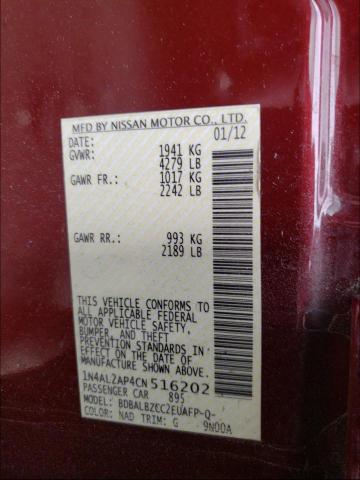 MFD BY NISSAN MOTOR CO., LTD.
DATE: 01/12
GVWR: 1941 KG
4279 LB
GAWR FR.: 1017 KG
2242 LB
GAWR RR.: 993 KG
2189 LB
THIS VEHICLE CONFORMS TO
ALL APPLICABLE FEDERAL
MOTOR VEHICLE SAFETY,
BUMPER, AND THEFT
PREVENTION STANDARDS IN
EFFECT ON THE DATE OF
MANUFACTURE SHOWN ABOVE.
1N4AL2AP4CN 516202
PASSENGER CAR 895
MODEL: BDBALBZCC2EUAFP-Q-
COLOR: NAD TRIM: G 9N00A